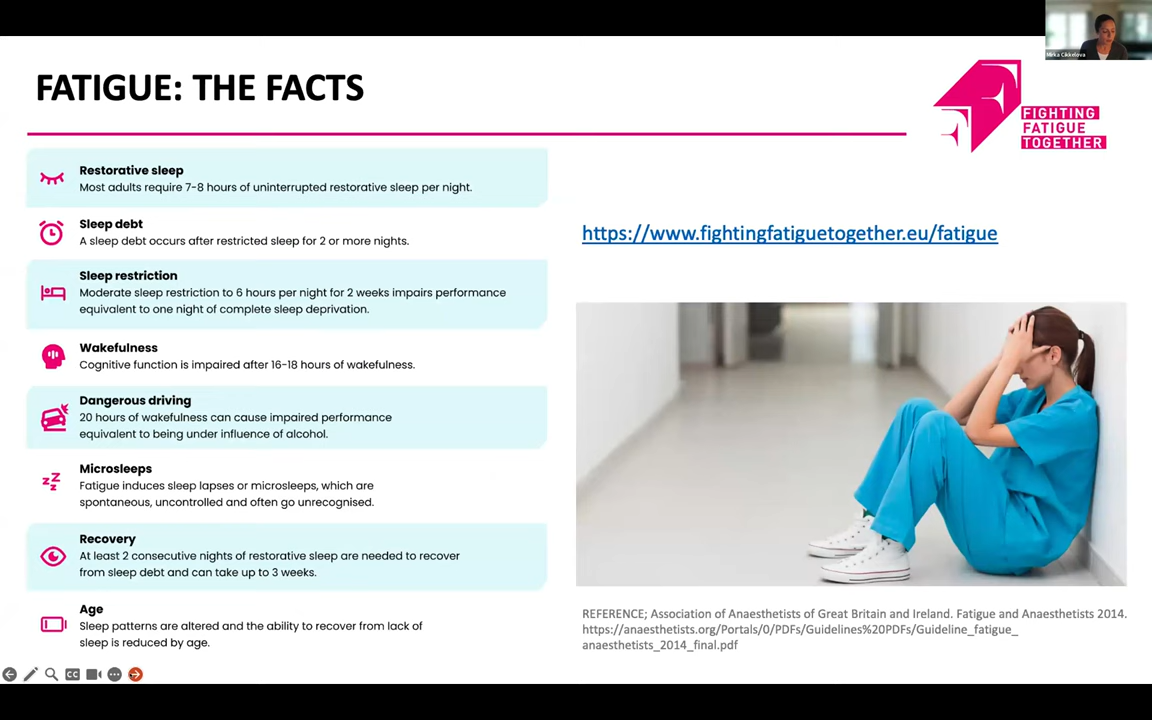 Mirka Cikkelova
FATIGUE: THE FACTS
FIGHTING
FATIGUE
TOGETHER
Restorative sleep
Most adults require 7-8 hours of uninterrupted restorative sleep per night.
Sleep debt
A sleep debt occurs after restricted sleep for 2 or more nights.
Sleep restriction
Moderate sleep restriction to 6 hours per night for 2 weeks impairs performance
equivalent to one night of complete sleep deprivation.
Wakefulness
Cognitive function is impaired after 16-18 hours of wakefulness.
Dangerous driving
20 hours of wakefulness can cause impaired performance
equivalent to being under influence of alcohol.
Microsleeps
Fatigue induces sleep lapses or microsleeps, which are
spontaneous, uncontrolled and often go unrecognised.
Recovery
At least 2 consecutive nights of restorative sleep are needed to recover
from sleep debt and can take up to 3 weeks.
Age
Sleep patterns are altered and the ability to recover from lack of
sleep is reduced by age.
https://www.fightingfatiguetogether.eu/fatigue
REFERENCE; Association of Anaesthetists of Great Britain and Ireland. Fatigue and Anaesthetists 2014.
https://anaesthetists.org/Portals/0/PDFs/Guidelines%20PDFs/Guideline_fatigue_
anaesthetists_2014_final.pdf
CC